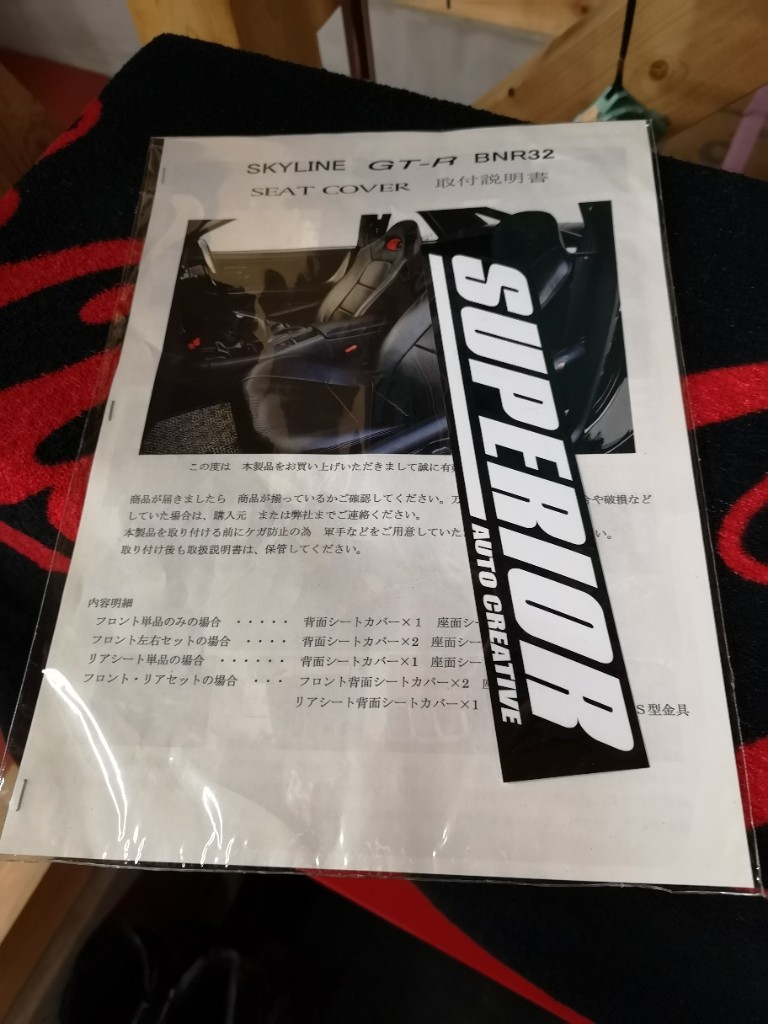 SKYLINE GT-R BNR32
SEAT COVER 取付説明書
この度は 本製品をお買い上げいただきまして誠に有
商品が届きましたら 商品が揃っているかご確認してください。万
や破損など
していた場合は、購入元 または弊社までご連絡ください。
本製品を取り付ける前にケガ防止の為 軍手などをご用意していた
い。
取り付け後も取扱説明書は、保管してください。
内容明細
フロント単品のみの場合 ・・・・・ 背面シートカバー×1 座面シー
フロント左右セットの場合 ・・・・ 背面シートカバー×2 座面シー
リアシート単品の場合 ・・・・・・ 背面シートカバー×1 座面シー
フロント・リアセットの場合 ・・・ フロント背面シートカバー×2
リアシート背面シートカバー×1
S型金具
SUPERIOR
AUTO CREATIVE